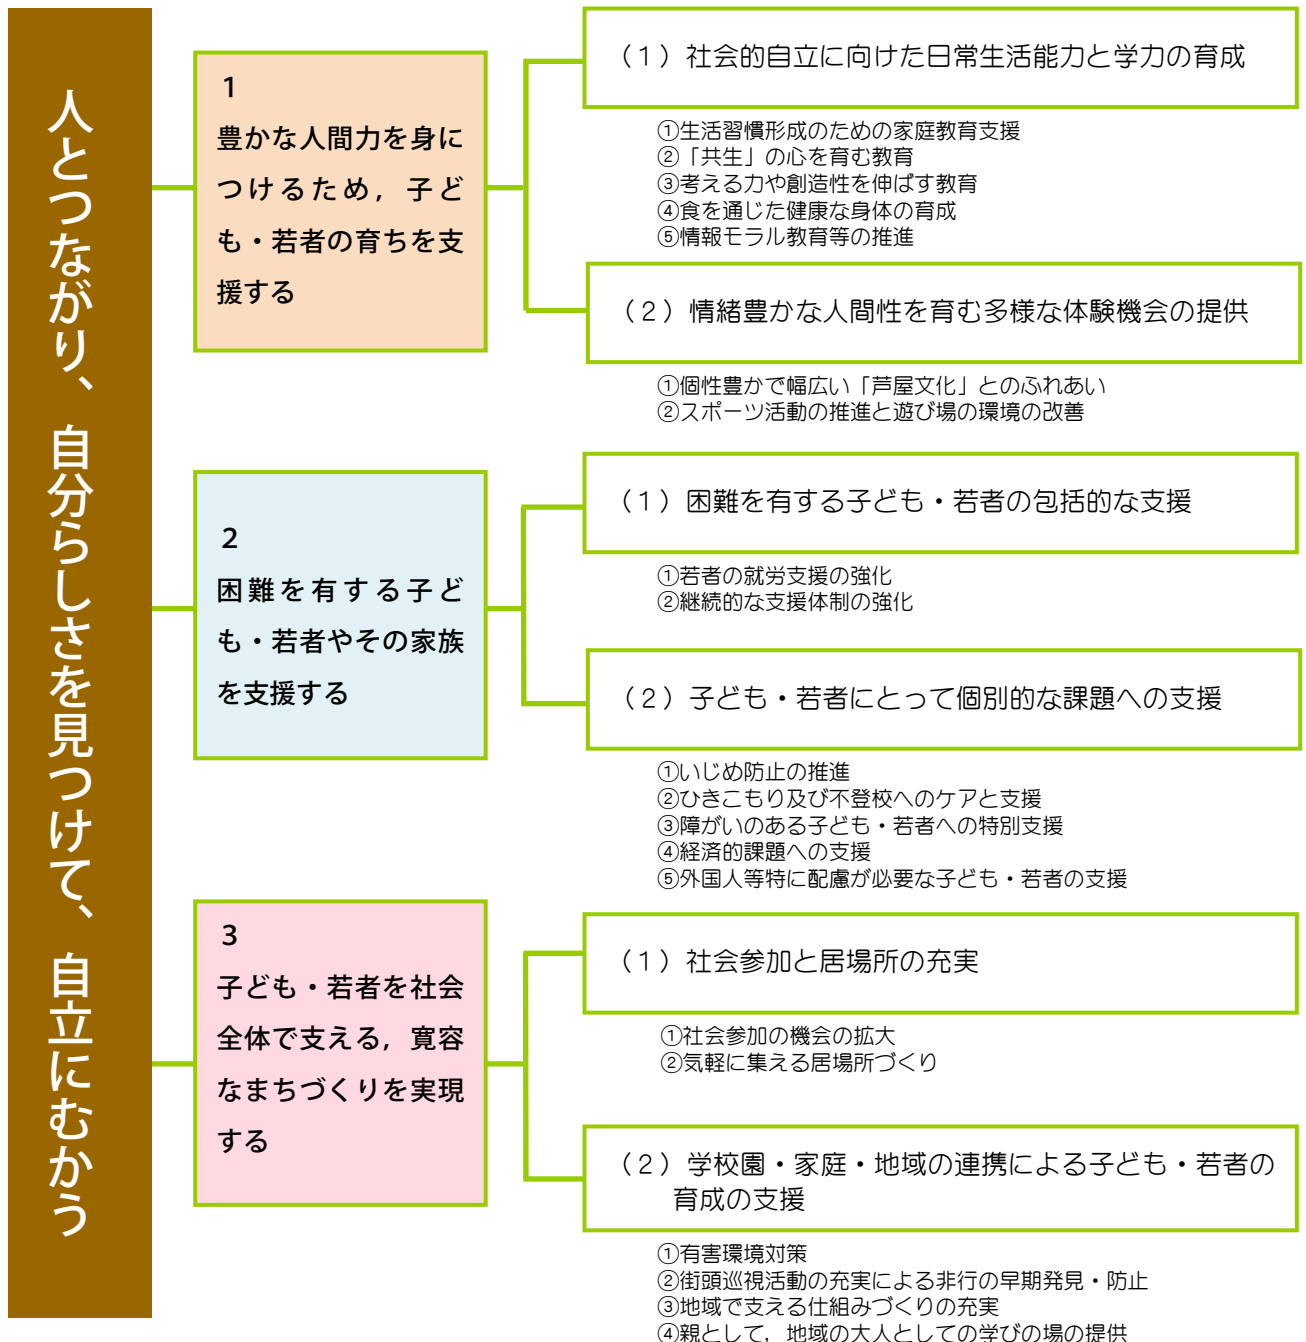 人とつながり、自分らしさを見つけて、自立にむかう
1
豊かな人間力を身に
つけるため，子ど
も・若者の育ちを支
援する
（１）社会的自立に向けた日常生活能力と学力の育成
①生活習慣形成のための家庭教育支援
②「共生」の心を育む教育
③考える力や創造性を伸ばす教育
④食を通じた健康な身体の育成
⑤情報モラル教育等の推進
（２）情緒豊かな人間性を育む多様な体験機会の提供
①個性豊かで幅広い「芦屋文化」とのふれあい
②スポーツ活動の推進と遊び場の環境の改善
2
困難を有する子ど
も・若者やその家族
を支援する
（１）困難を有する子ども・若者の包括的な支援
①若者の就労支援の強化
②継続的な支援体制の強化
（２）子ども・若者にとって個別的な課題への支援
①いじめ防止の推進
②ひきこもり及び不登校へのケアと支援
③障がいのある子ども・若者への特別支援
④経済的課題への支援
⑤外国人等特に配慮が必要な子ども・若者の支援
3
子ども・若者を社会
全体で支える，寛容
なまちづくりを実現
する
（１）社会参加と居場所の充実
①社会参加の機会の拡大
②気軽に集える居場所づくり
（２）学校園・家庭・地域の連携による子ども・若者の
育成の支援
①有害環境対策
②街頭巡視活動の充実による非行の早期発見・防止
③地域で支える仕組みづくりの充実
④親として，地域の大人としての学びの場の提供